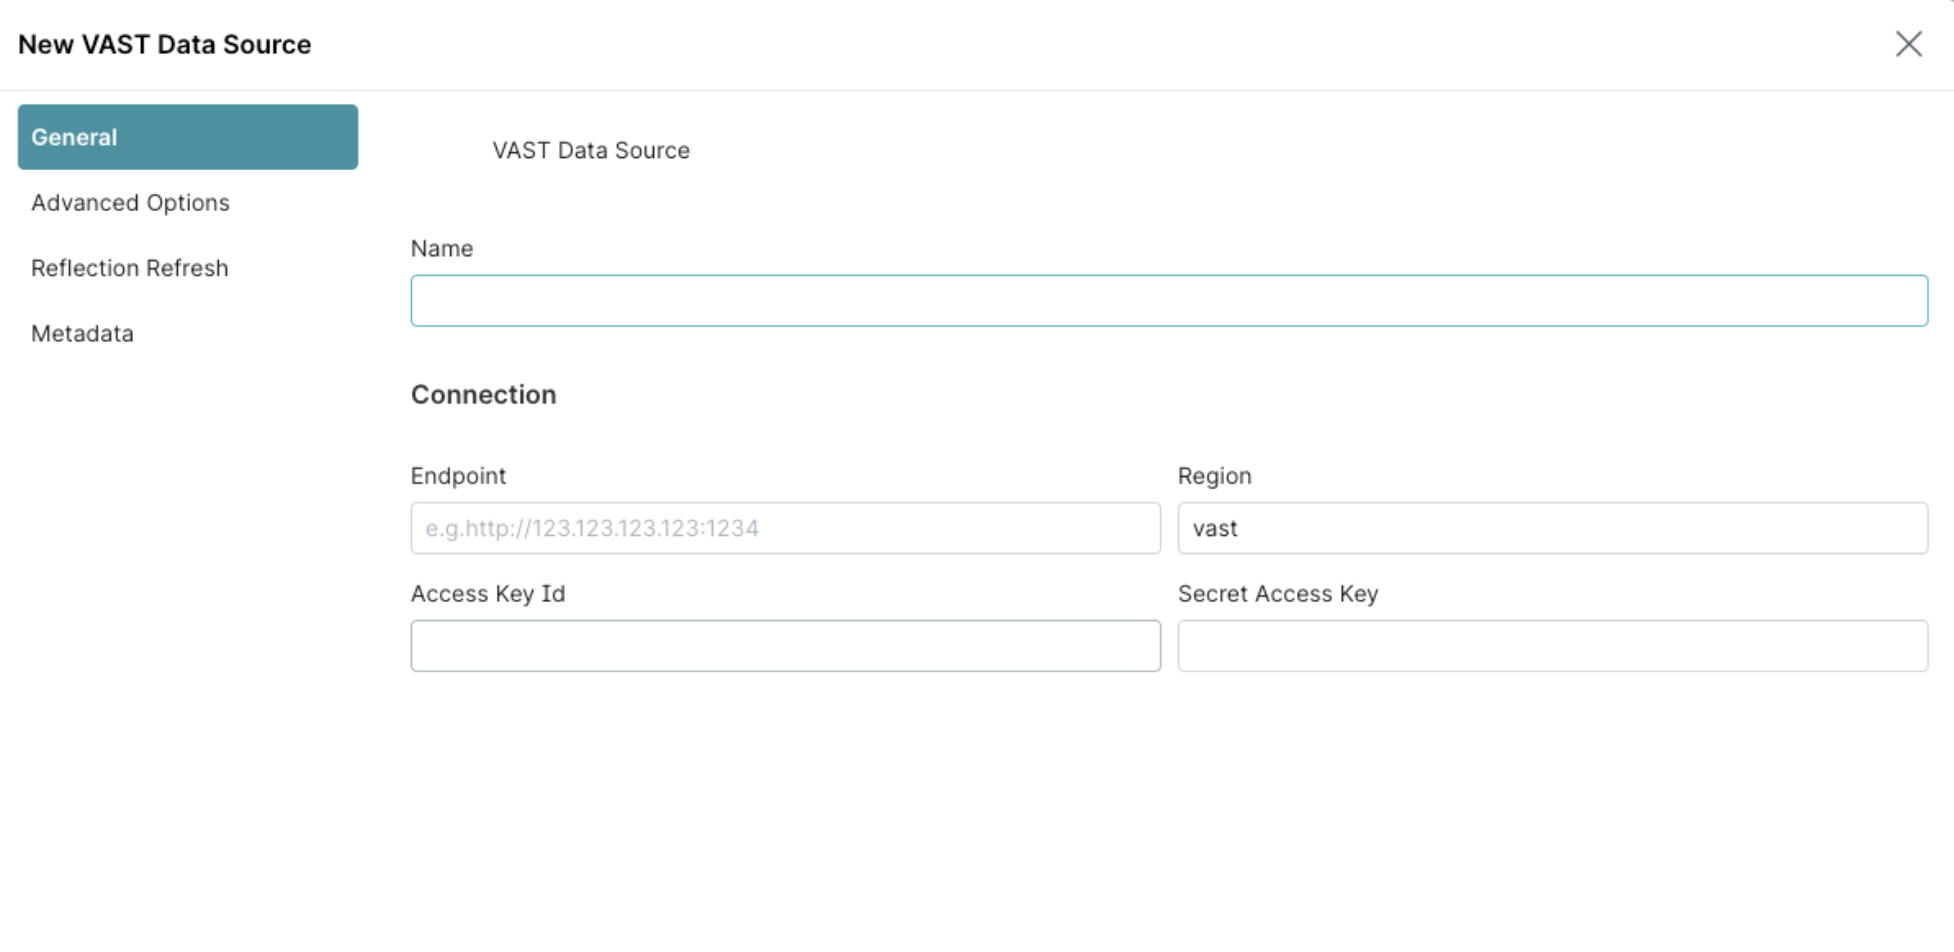 New VAST Data Source
General
Advanced Options
Reflection Refresh
Metadata
VAST Data Source
Name
Connection
Endpoint
e.g.http://123.123.123.123:1234
Region
vast
Access Key Id
Secret Access Key